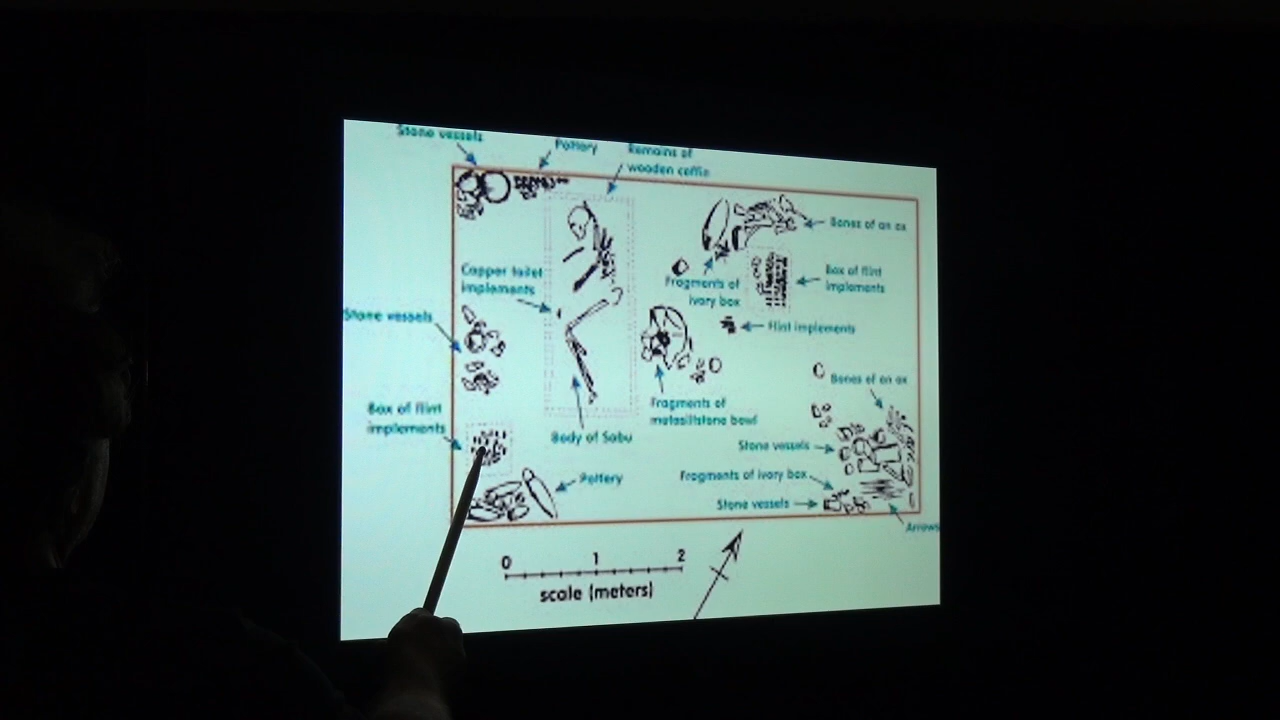 Stone vessels
Pottery
Remains of
wooden coffin
Bones of an ox
Copper toilet
implements
Fragments of
ivory box
Box of flint
implements
Stone vessels
Flint implements
Bones of an ox
Fragments of
metasiltstone bowl
Box of flint
implements
Body of Sabu
Stone vessels
Pottery
Fragments of ivory box
Stone vessels
Arrows
0 1 2
scale (meters)